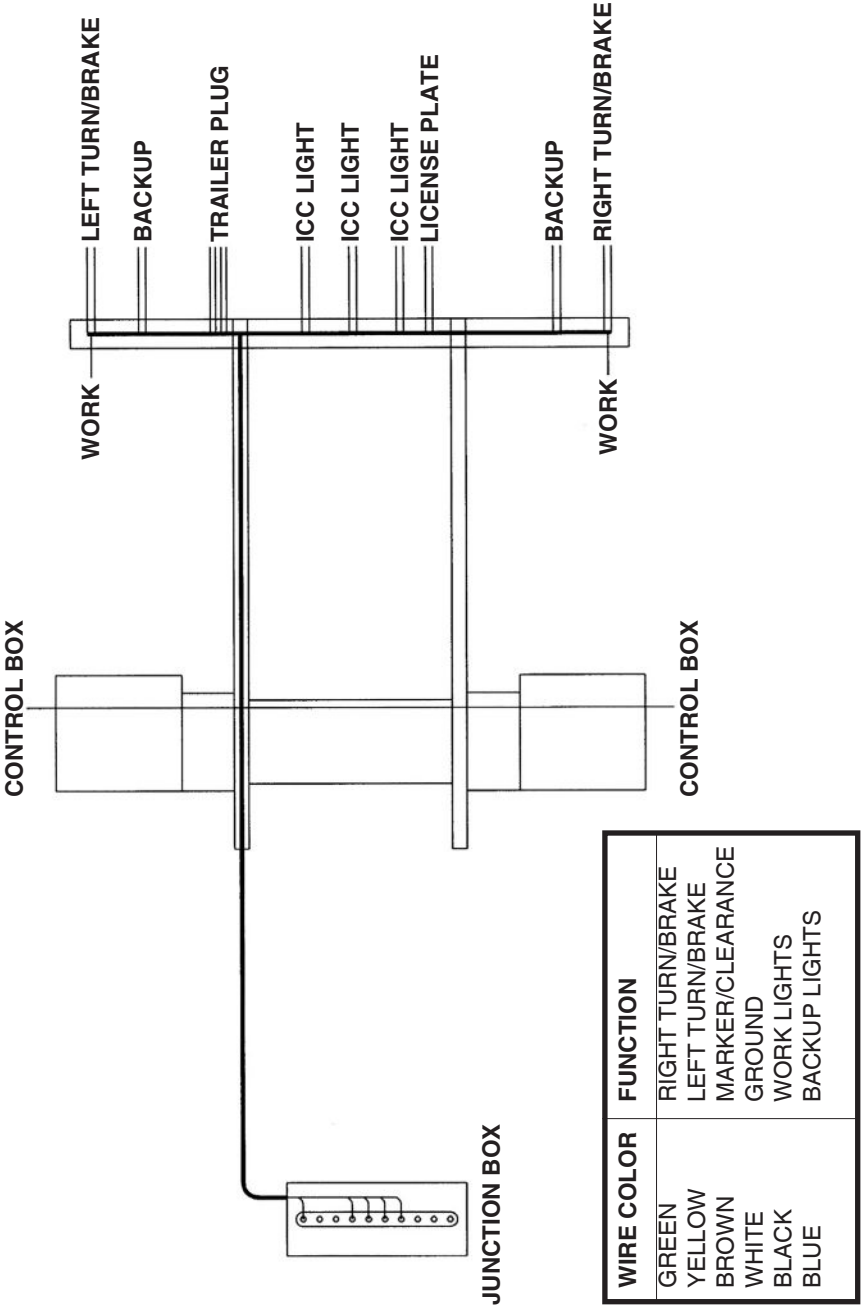 CONTROL BOX
WORK
LEFT TURN/BRAKE
BACKUP
TRAILER PLUG
ICC LIGHT
ICC LIGHT
ICC LIGHT
LICENSE PLATE
BACKUP
RIGHT TURN/BRAKE
WORK
CONTROL BOX
JUNCTION BOX
WIRE COLOR FUNCTION
GREEN RIGHT TURN/BRAKE
YELLOW LEFT TURN/BRAKE
BROWN MARKER/CLEARANCE
WHITE GROUND
BLACK WORK LIGHTS
BLUE BACKUP LIGHTS